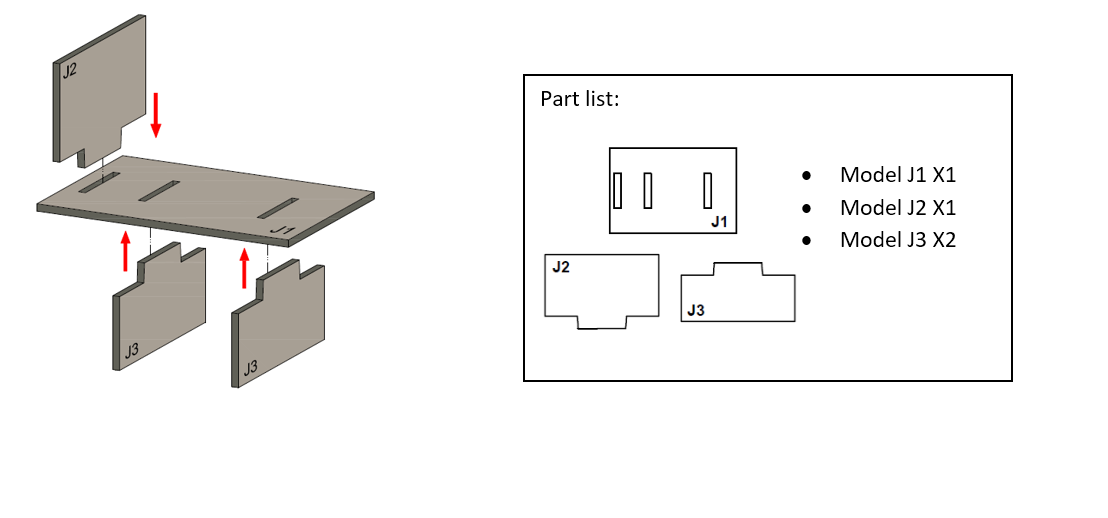 J2
J1
J3
J3
Part list:
J1
J2
J3
• Model J1 X1
• Model J2 X1
• Model J3 X2